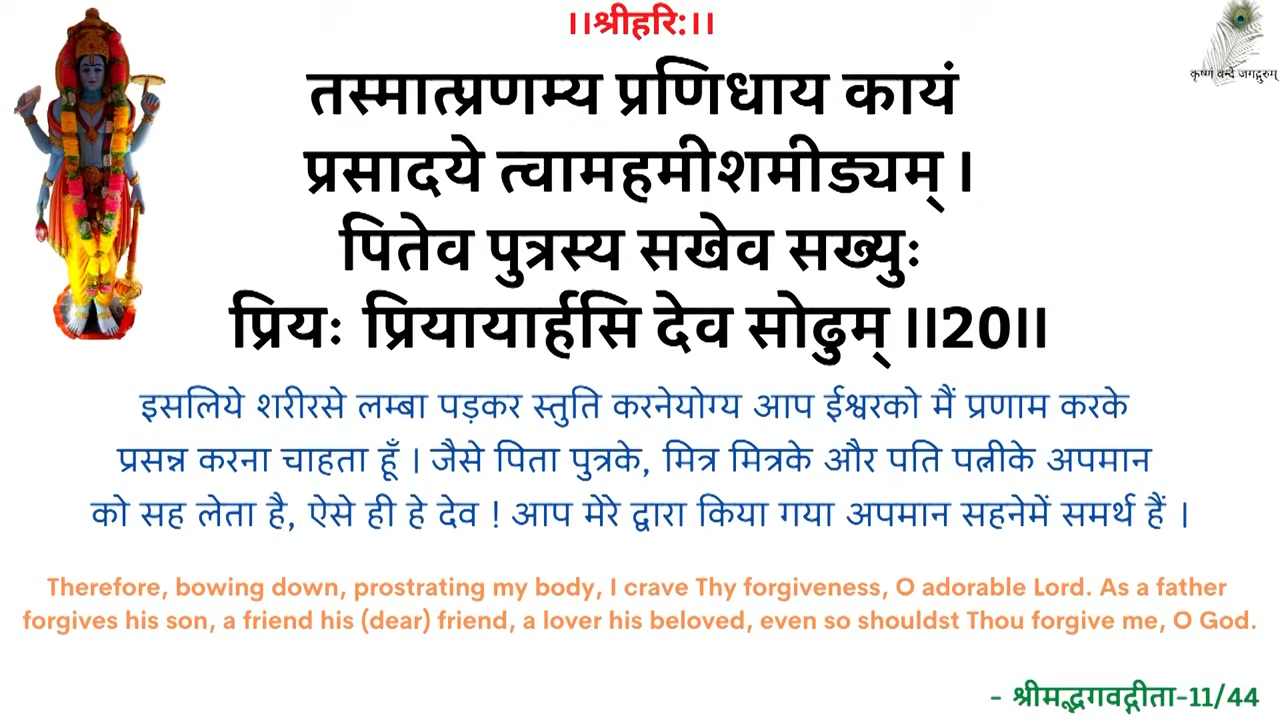 ।।श्रीहरि:।।
कृष्णं वन्दे जगद्गुरुम्
तस्मात्प्रणम्य प्रणिधाय कायं
प्रसादये त्वामहमीशमीड्यम् ।
पितेव पुत्रस्य सखेव सख्युः
प्रियः प्रियायार्हसि देव सोढुम् ।।20।।
इसलिये शरीरसे लम्बा पड़कर स्तुति करनेयोग्य आप ईश्वरको मैं प्रणाम करके
प्रसन्न करना चाहता हूँ । जैसे पिता पुत्रके, मित्र मित्रके और पति पत्नीके अपमान
को सह लेता है, ऐसे ही हे देव ! आप मेरे द्वारा किया गया अपमान सहनेमें समर्थ हैं ।
Therefore, bowing down, prostrating my body, I crave Thy forgiveness, O adorable Lord. As a father
forgives his son, a friend his (dear) friend, a lover his beloved, even so shouldst Thou forgive me, O God.
- श्रीमद्भगवद्गीता-11/44